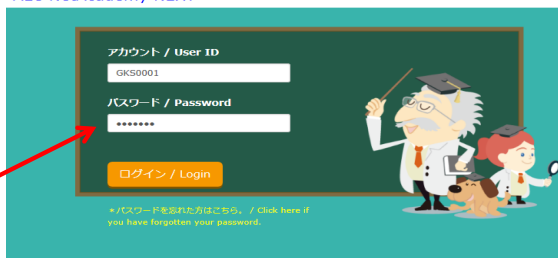 アカウント / User ID
GKS0001
パスワード / Password
•••••••
ログイン / Login
*パスワードを忘れた方はこちら。 / Click here if
you have forgotten your password.